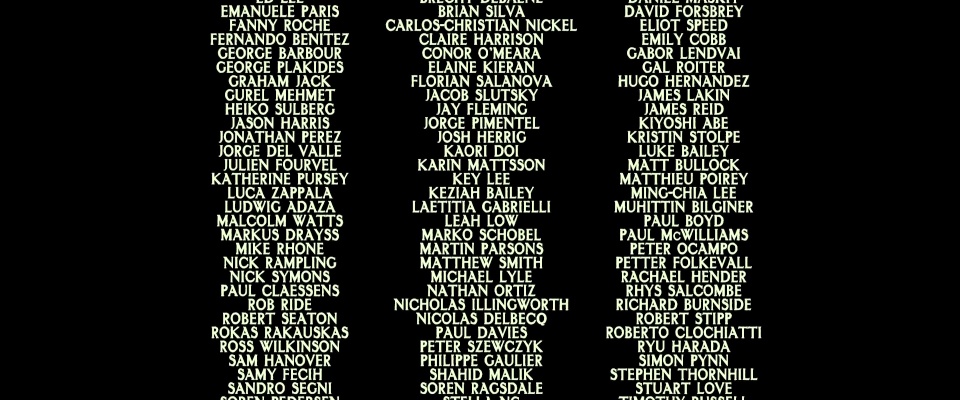 EMANUELE PARIS
FANNY ROCHE
FERNANDO BENITEZ
GEORGE BARBOUR
GEORGE PLAKIDES
GRAHAM JACK
GUREL MEHMET
HEIKO SULBERG
JASON HARRIS
JONATHAN PEREZ
JORGE DEL VALLE
JULIEN FOURVEL
KATHERINE PURSEY
LUCA ZAPPALA
LUDWIG ADAZA
MALCOLM WATTS
MARKUS DRAYSS
MIKE RHONE
NICK RAMPLING
NICK SYMONS
PAUL CLAESSENS
ROB RIDE
ROBERT SEATON
ROKAS RAKAUSKAS
ROSS WILKINSON
SAM HANOVER
SAMY FECIH
SANDRO SEGNI
BRIAN SILVA
CARLOS-CHRISTIAN NICKEL
CLAIRE HARRISON
CONOR O'MEARA
ELAINE KIERAN
FLORIAN SALANOVA
JACOB SLUTSKY
JAY FLEMING
JORGE PIMENTEL
JOSH HERRIG
KAORI DOI
KARIN MATTSSON
KEY LEE
KEZIAH BAILEY
LAETITIA GABRIELLI
LEAH LOW
MARKO SCHOBEL
MARTIN PARSONS
MATTHEW SMITH
MICHAEL LYLE
NATHAN ORTIZ
NICHOLAS ILLINGWORTH
NICOLAS DELBECQ
PAUL DAVIES
PETER SZEWCZYK
PHILIPPE GAULIER
SHAHID MALIK
SOREN RAGSDALE
DAVID FORSBREY
ELIOT SPEED
EMILY COBB
GABOR LENDVAI
GAL ROITER
HUGO HERNANDEZ
JAMES LAKIN
JAMES REID
KIYOSHI ABE
KRISTIN STOLPE
LUKE BAILEY
MATT BULLOCK
MATTHIEU POIREY
MING-CHIA LEE
MUHITTIN BILGINER
PAUL BOYD
PAUL McWILLIAMS
PETER OCAMPO
PETTER FOLKEVALL
RACHAEL HENDER
RHYS SALCOMBE
RICHARD BURNSIDE
ROBERT STIPP
ROBERTO CLOCHIATTI
RYU HARADA
SIMON PYNN
STEPHEN THORNHILL
STUART LOVE